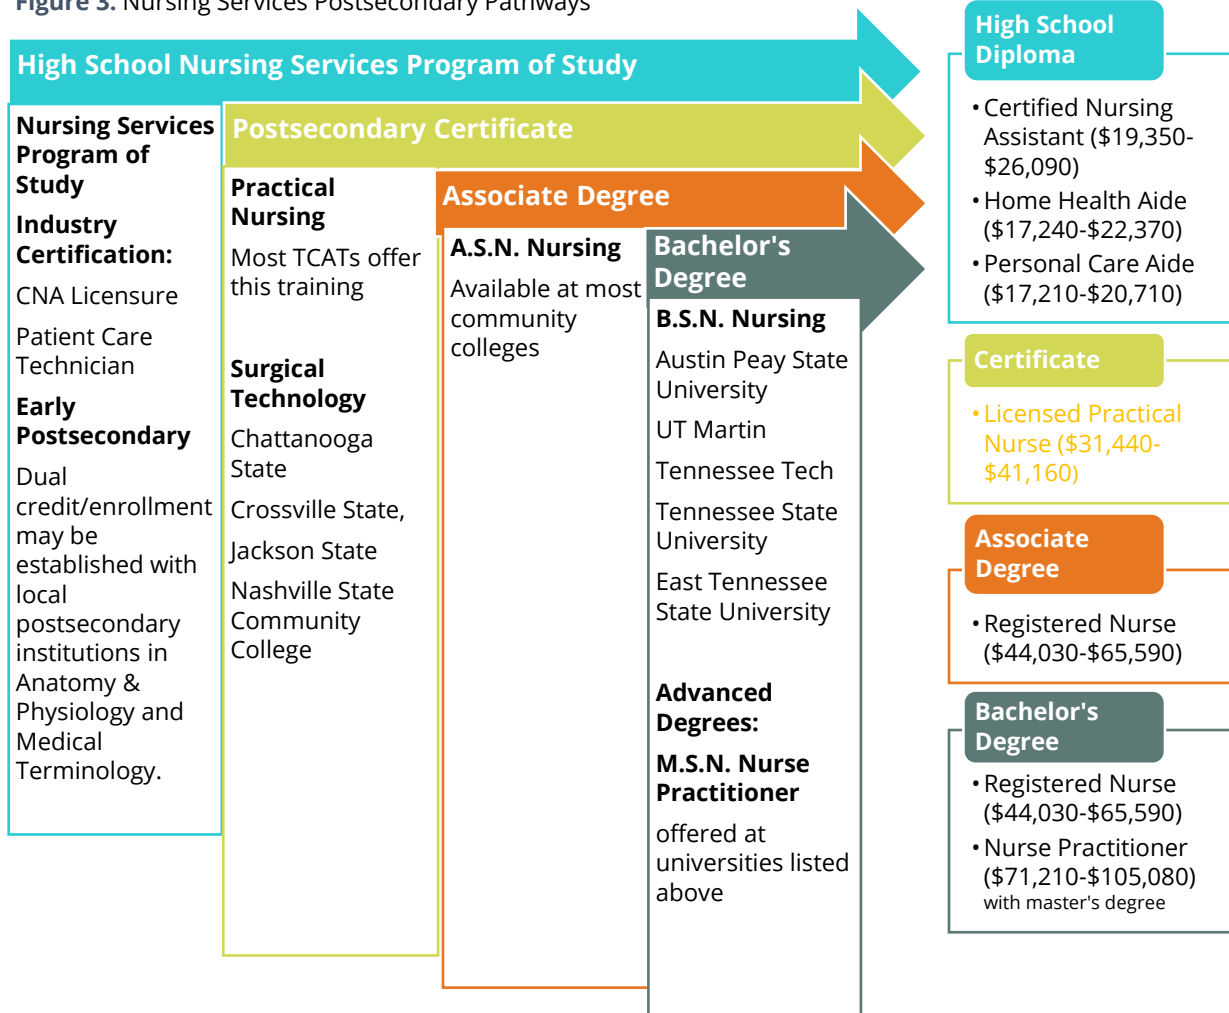 Figure 3. Nursing Services Postsecondary Pathways
High School Nursing Services Program of Study
Nursing Services
Program of
Study
Industry
Certification:
CNA Licensure
Patient Care
Technician
Early
Postsecondary
Dual
credit/enrollment
may be
established with
local
postsecondary
institutions in
Anatomy &
Physiology and
Medical
Terminology.
Postsecondary Certificate
Practical
Nursing
Most TCATs offer
this training
Surgical
Technology
Chattanooga
State
Crossville State,
Jackson State
Nashville State
Community
College
Associate Degree
A.S.N. Nursing
Available at most
community
colleges
Bachelor's
Degree
B.S.N. Nursing
Austin Peay State
University
UT Martin
Tennessee Tech
Tennessee State
University
East Tennessee
State University
Advanced
Degrees:
M.S.N. Nurse
Practitioner
offered at
universities listed
above
High School
Diploma
• Certified Nursing
Assistant ($19,350-
$26,090)
• Home Health Aide
($17,240-$22,370)
• Personal Care Aide
($17,210-$20,710)
Certificate
• Licensed Practical
Nurse ($31,440-
$41,160)
Associate
Degree
• Registered Nurse
($44,030-$65,590)
Bachelor's
Degree
• Registered Nurse
($44,030-$65,590)
• Nurse Practitioner
($71,210-$105,080)
with master's degree